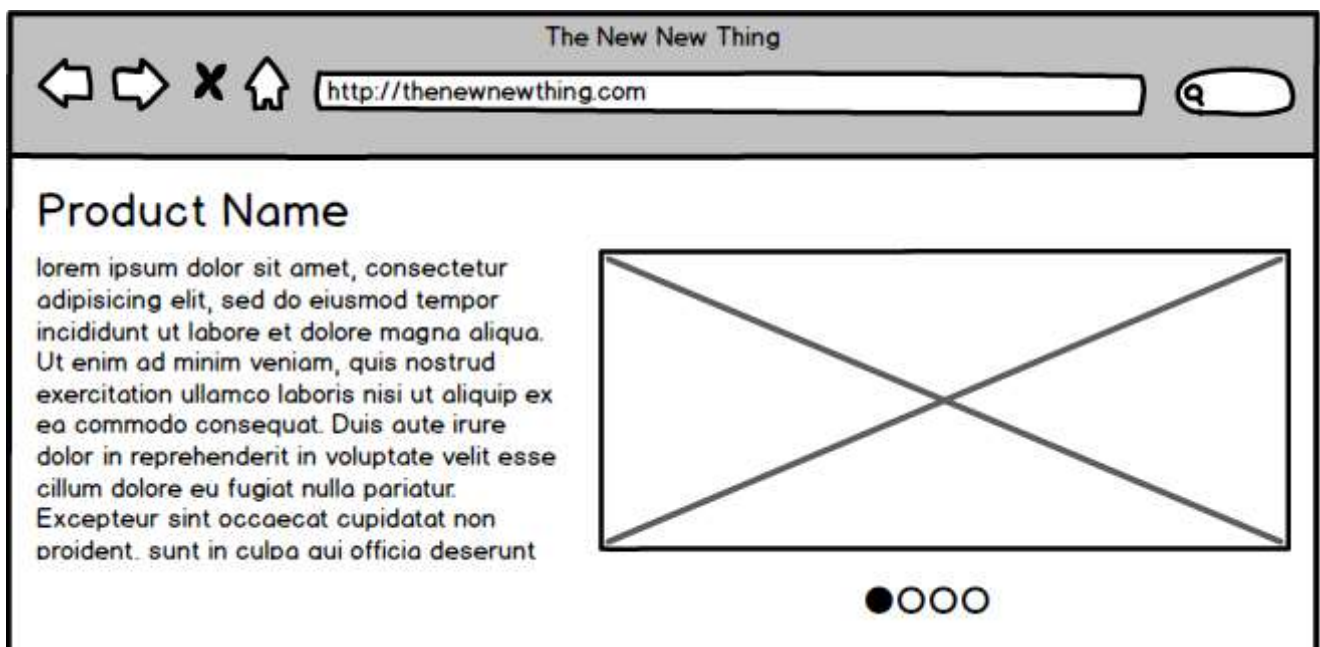 The New New Thing
http://thenewnewthing.com
Product Name
lorem ipsum dolor sit amet, consectetur
adipisicing elit, sed do eiusmod tempor
incididunt ut labore et dolore magna aliqua.
Ut enim ad minim veniam, quis nostrud
exercitation ullamco laboris nisi ut aliquip ex
ea commodo consequat. Duis aute irure
dolor in reprehenderit in voluptate velit esse
cillum dolore eu fugiat nulla pariatur.
Excepteur sint occaecat cupidatat non
proident, sunt in culpa qui officia deserunt